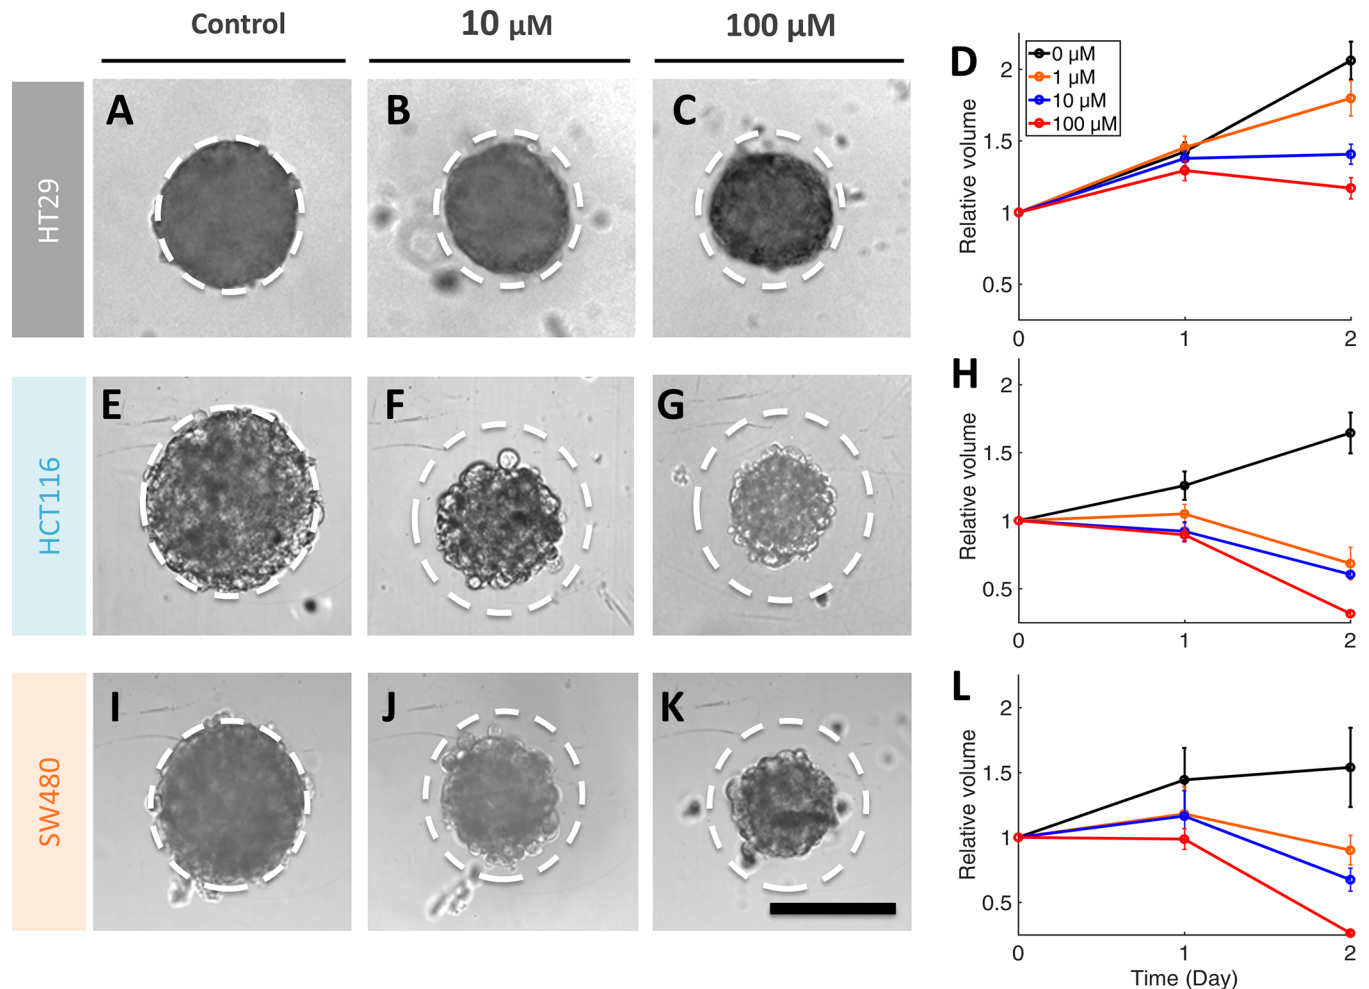 Control
10 µM
100 µM
HT29
A
B
C
D
0 µM
1 µM
10 µM
100 µM
Relative volume
2
1.5
1
0.5
0
1
2
HCT116
E
F
G
H
Relative volume
2
1.5
1
0.5
0
1
2
SW480
I
J
K
L
Relative volume
2
1.5
1
0.5
0
1
2
Time (Day)